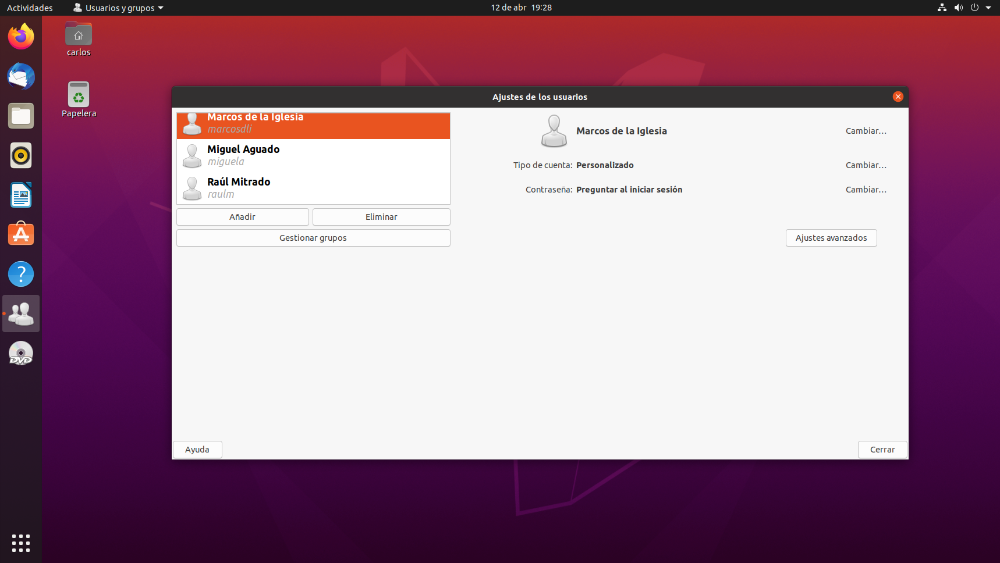 Actividades
Usuarios y grupos
12 de abr 19:28
carlos
Papelera
Ajustes de los usuarios
Marcos de la Iglesia
marcosdli
Miguel Aguado
miguela
Raúl Mitrado
raulm
Añadir
Eliminar
Gestionar grupos
Marcos de la Iglesia
Cambiar...
Tipo de cuenta: Personalizado
Cambiar...
Contraseña: Preguntar al iniciar sesión
Cambiar...
Ajustes avanzados
Ayuda
Cerrar
DVD